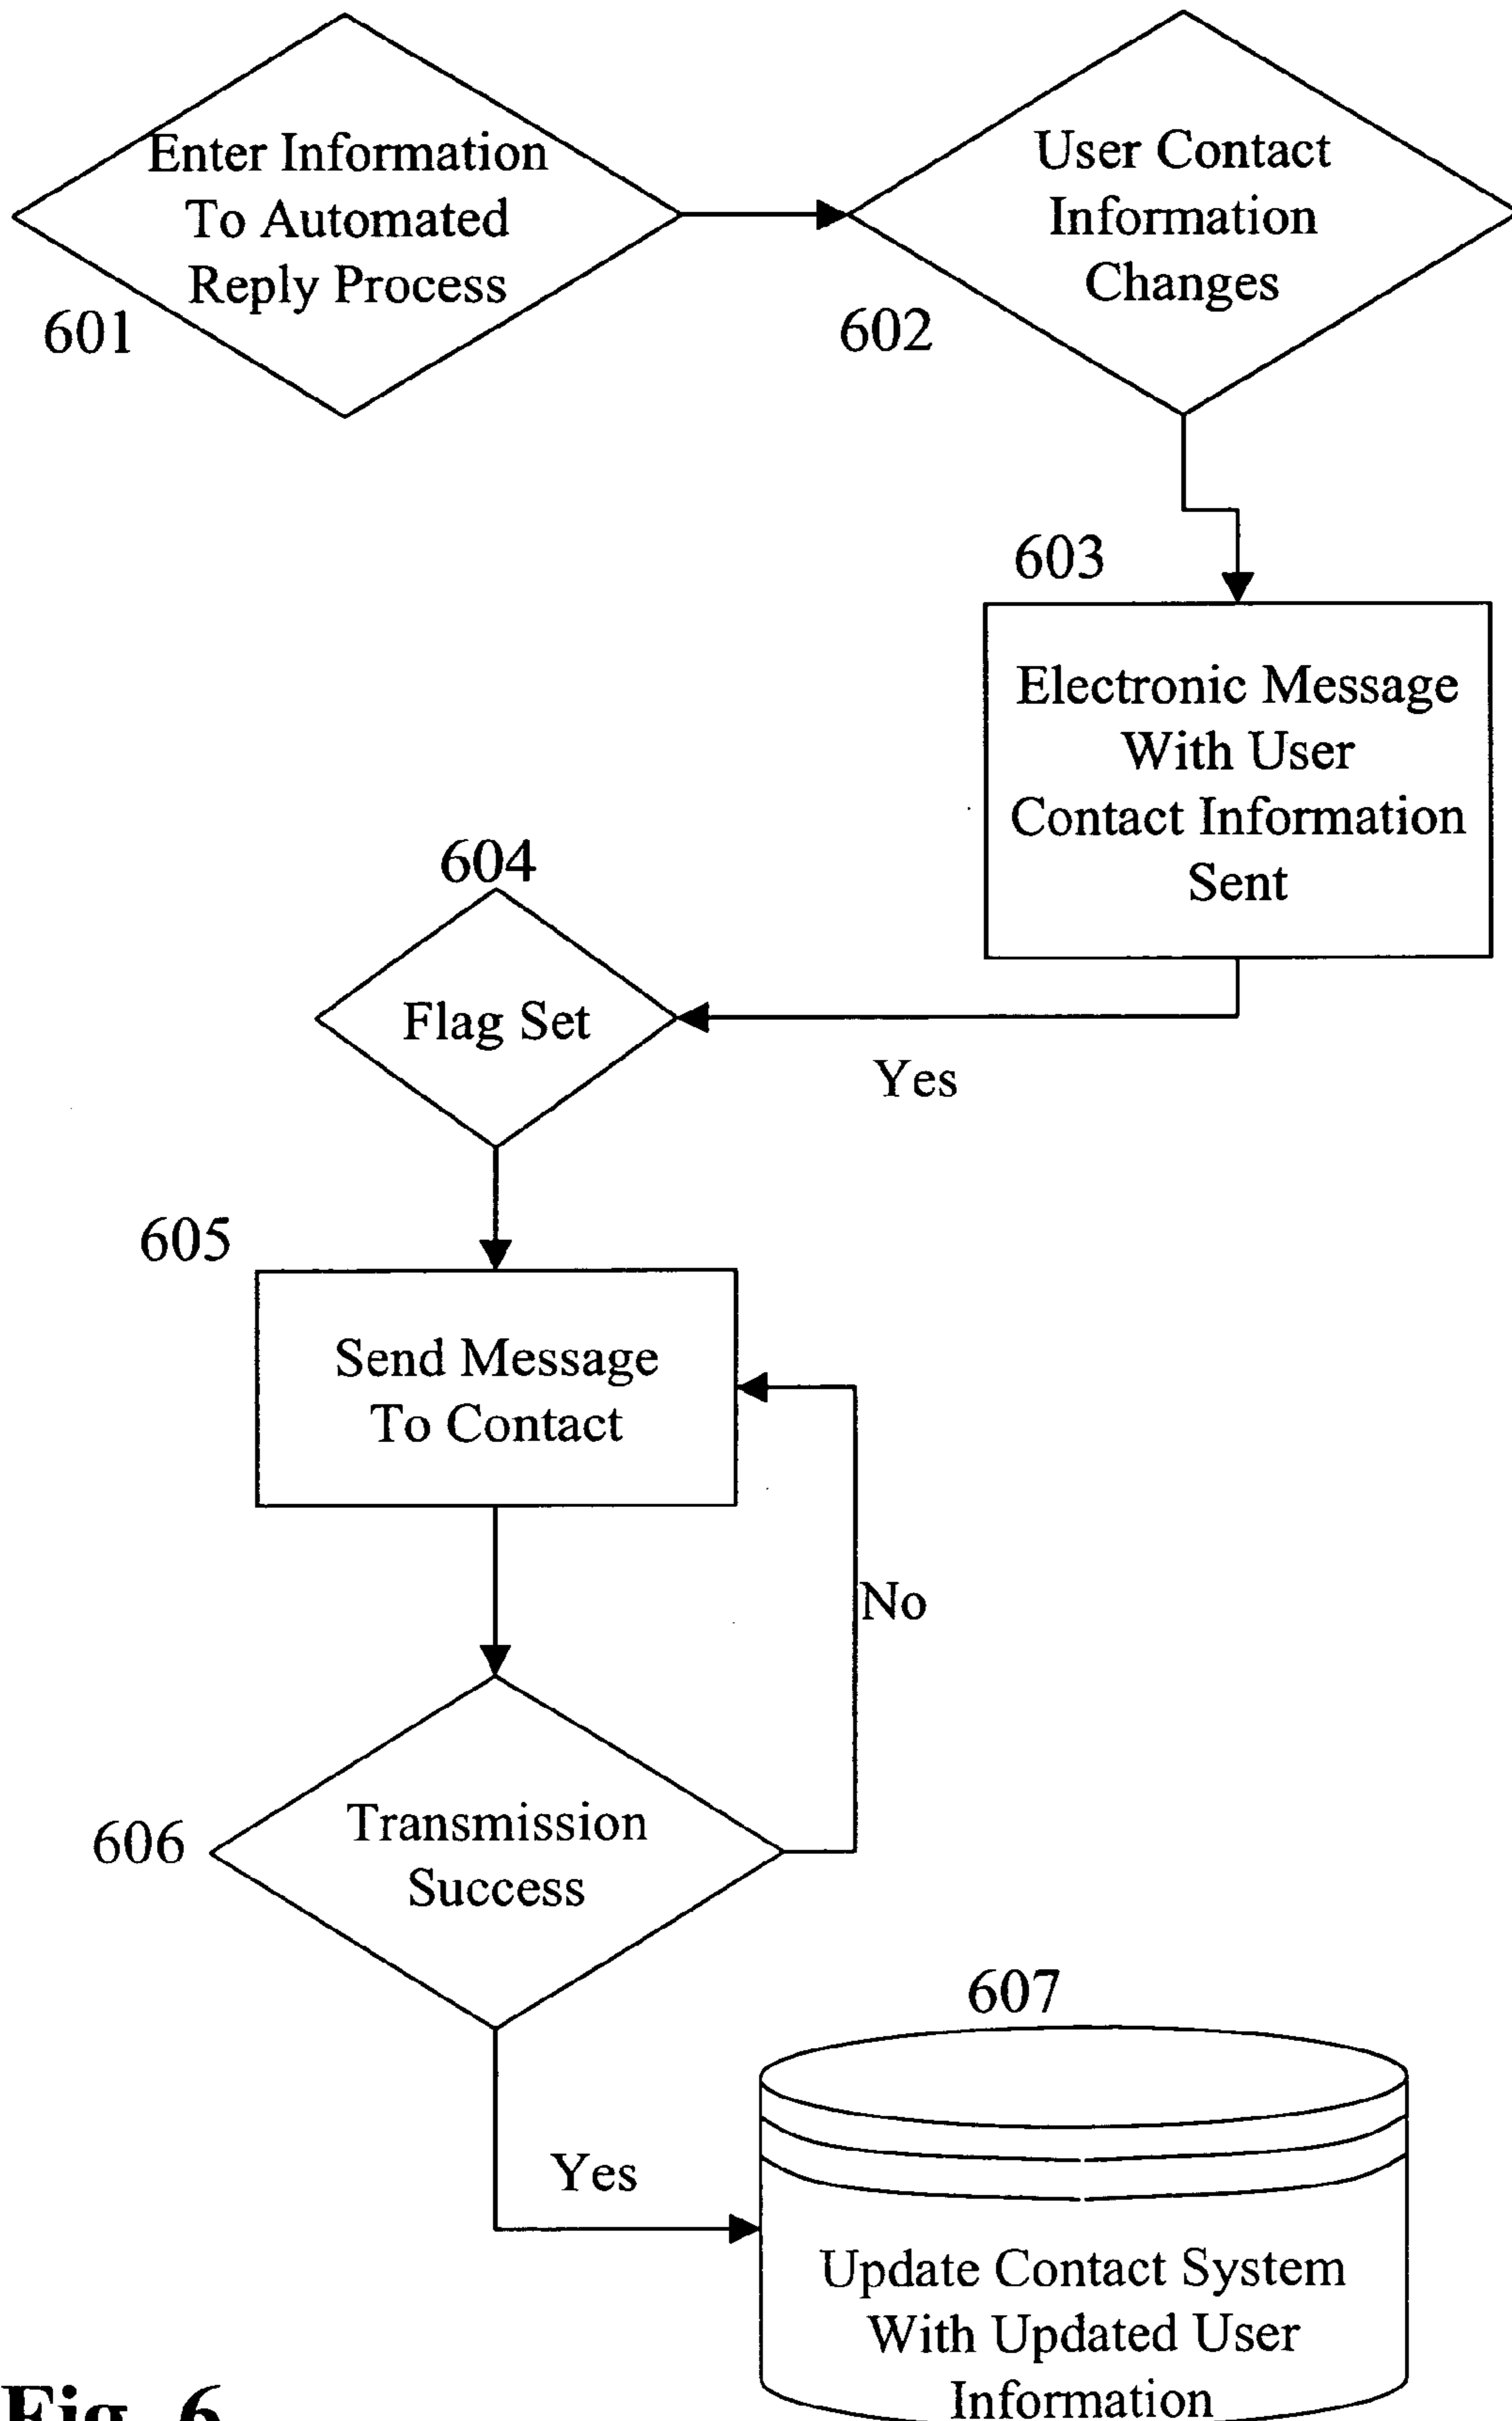 Enter Information
To Automated
Reply Process
601
User Contact
Information
Changes
602
603
Electronic Message
With User
Contact Information
Sent
604
Flag Set
Yes
605
Send Message
To Contact
No
606
Transmission
Success
607
Yes
Update Contact System
With Updated User
Information
Fig. 6